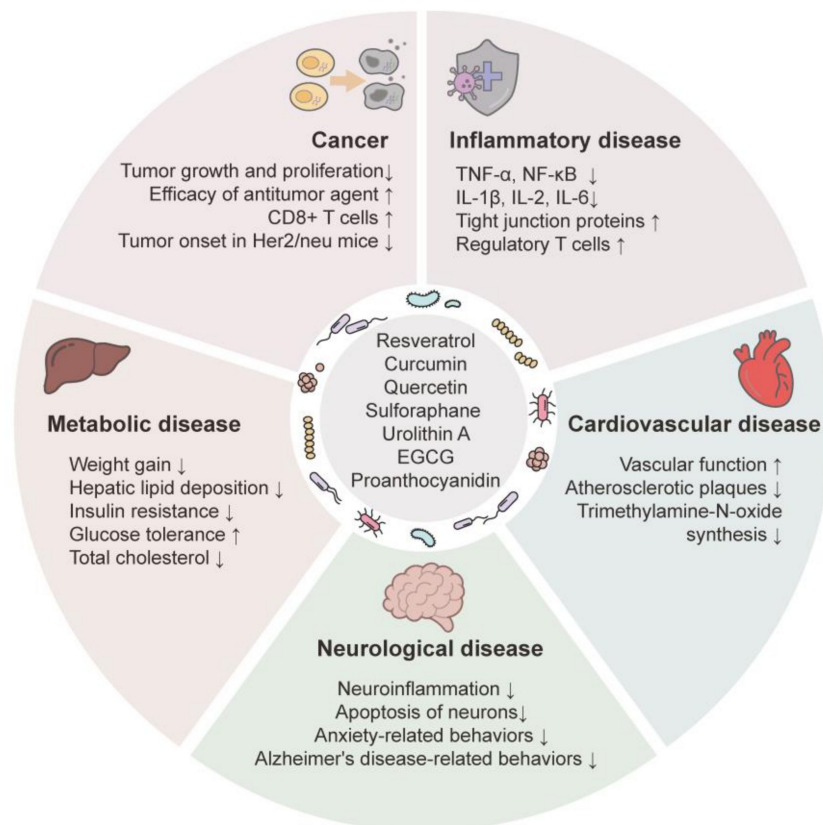 Cancer
Tumor growth and proliferation↓
Efficacy of antitumor agent ↑
CD8+ T cells ↑
Tumor onset in Her2/neu mice ↓
Inflammatory disease
TNF-α, NF-κB ↓
IL-1β, IL-2, IL-6↓
Tight junction proteins ↑
Regulatory T cells ↑
Resveratrol
Curcumin
Quercetin
Sulforaphane
Urolithin A
EGCG
Proanthocyanidin
Metabolic disease
Weight gain ↓
Hepatic lipid deposition ↓
Insulin resistance ↓
Glucose tolerance ↑
Total cholesterol ↓
Cardiovascular disease
Vascular function ↑
Atherosclerotic plaques ↓
Trimethylamine-N-oxide
synthesis ↓
Neurological disease
Neuroinflammation ↓
Apoptosis of neurons↓
Anxiety-related behaviors ↓
Alzheimer's disease-related behaviors ↓